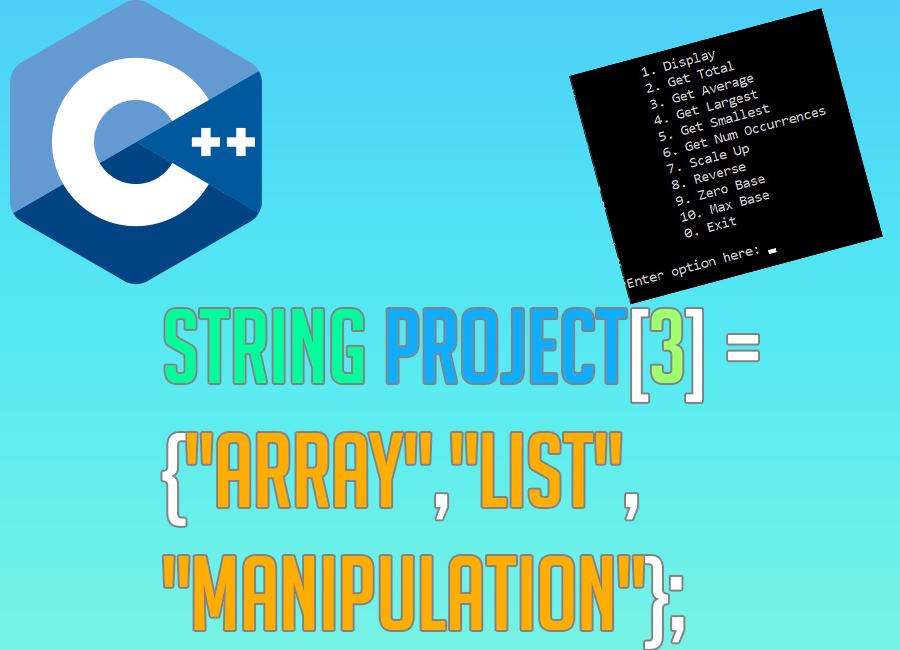 C++
1. Display
2. Get Total
3. Get Average
4. Get Largest
5. Get Smallest
6. Get Num Occurrences
7. Scale Up
8. Reverse
9. Zero Base
10. Max Base
0. Exit
Enter option here:
STRING PROJECT[3] =
{"ARRAY","LIST",
"MANIPULATION"};